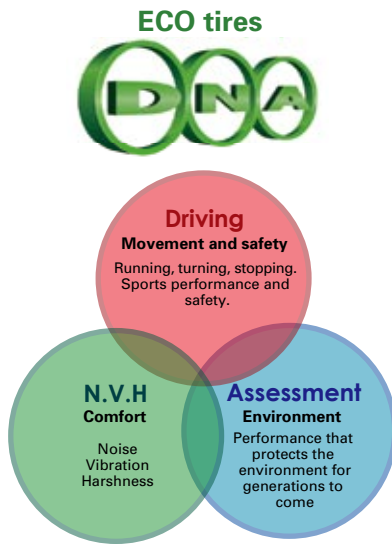 ECO tires
DNA
Driving
Movement and safety
Running, turning, stopping.
Sports performance and
safety.
N.V.H
Comfort
Noise
Vibration
Harshness
Assessment
Environment
Performance that
protects the
environment for
generations to
come